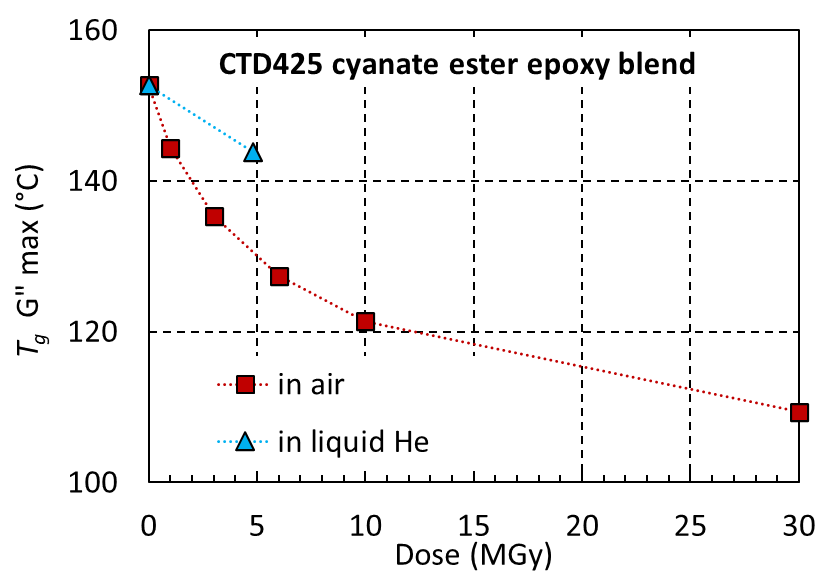 CTD425 cyanate ester epoxy blend
160
140
120
100
Tg G" max (°C)
in air
in liquid He
0 5 10 15 20 25 30
Dose (MGy)